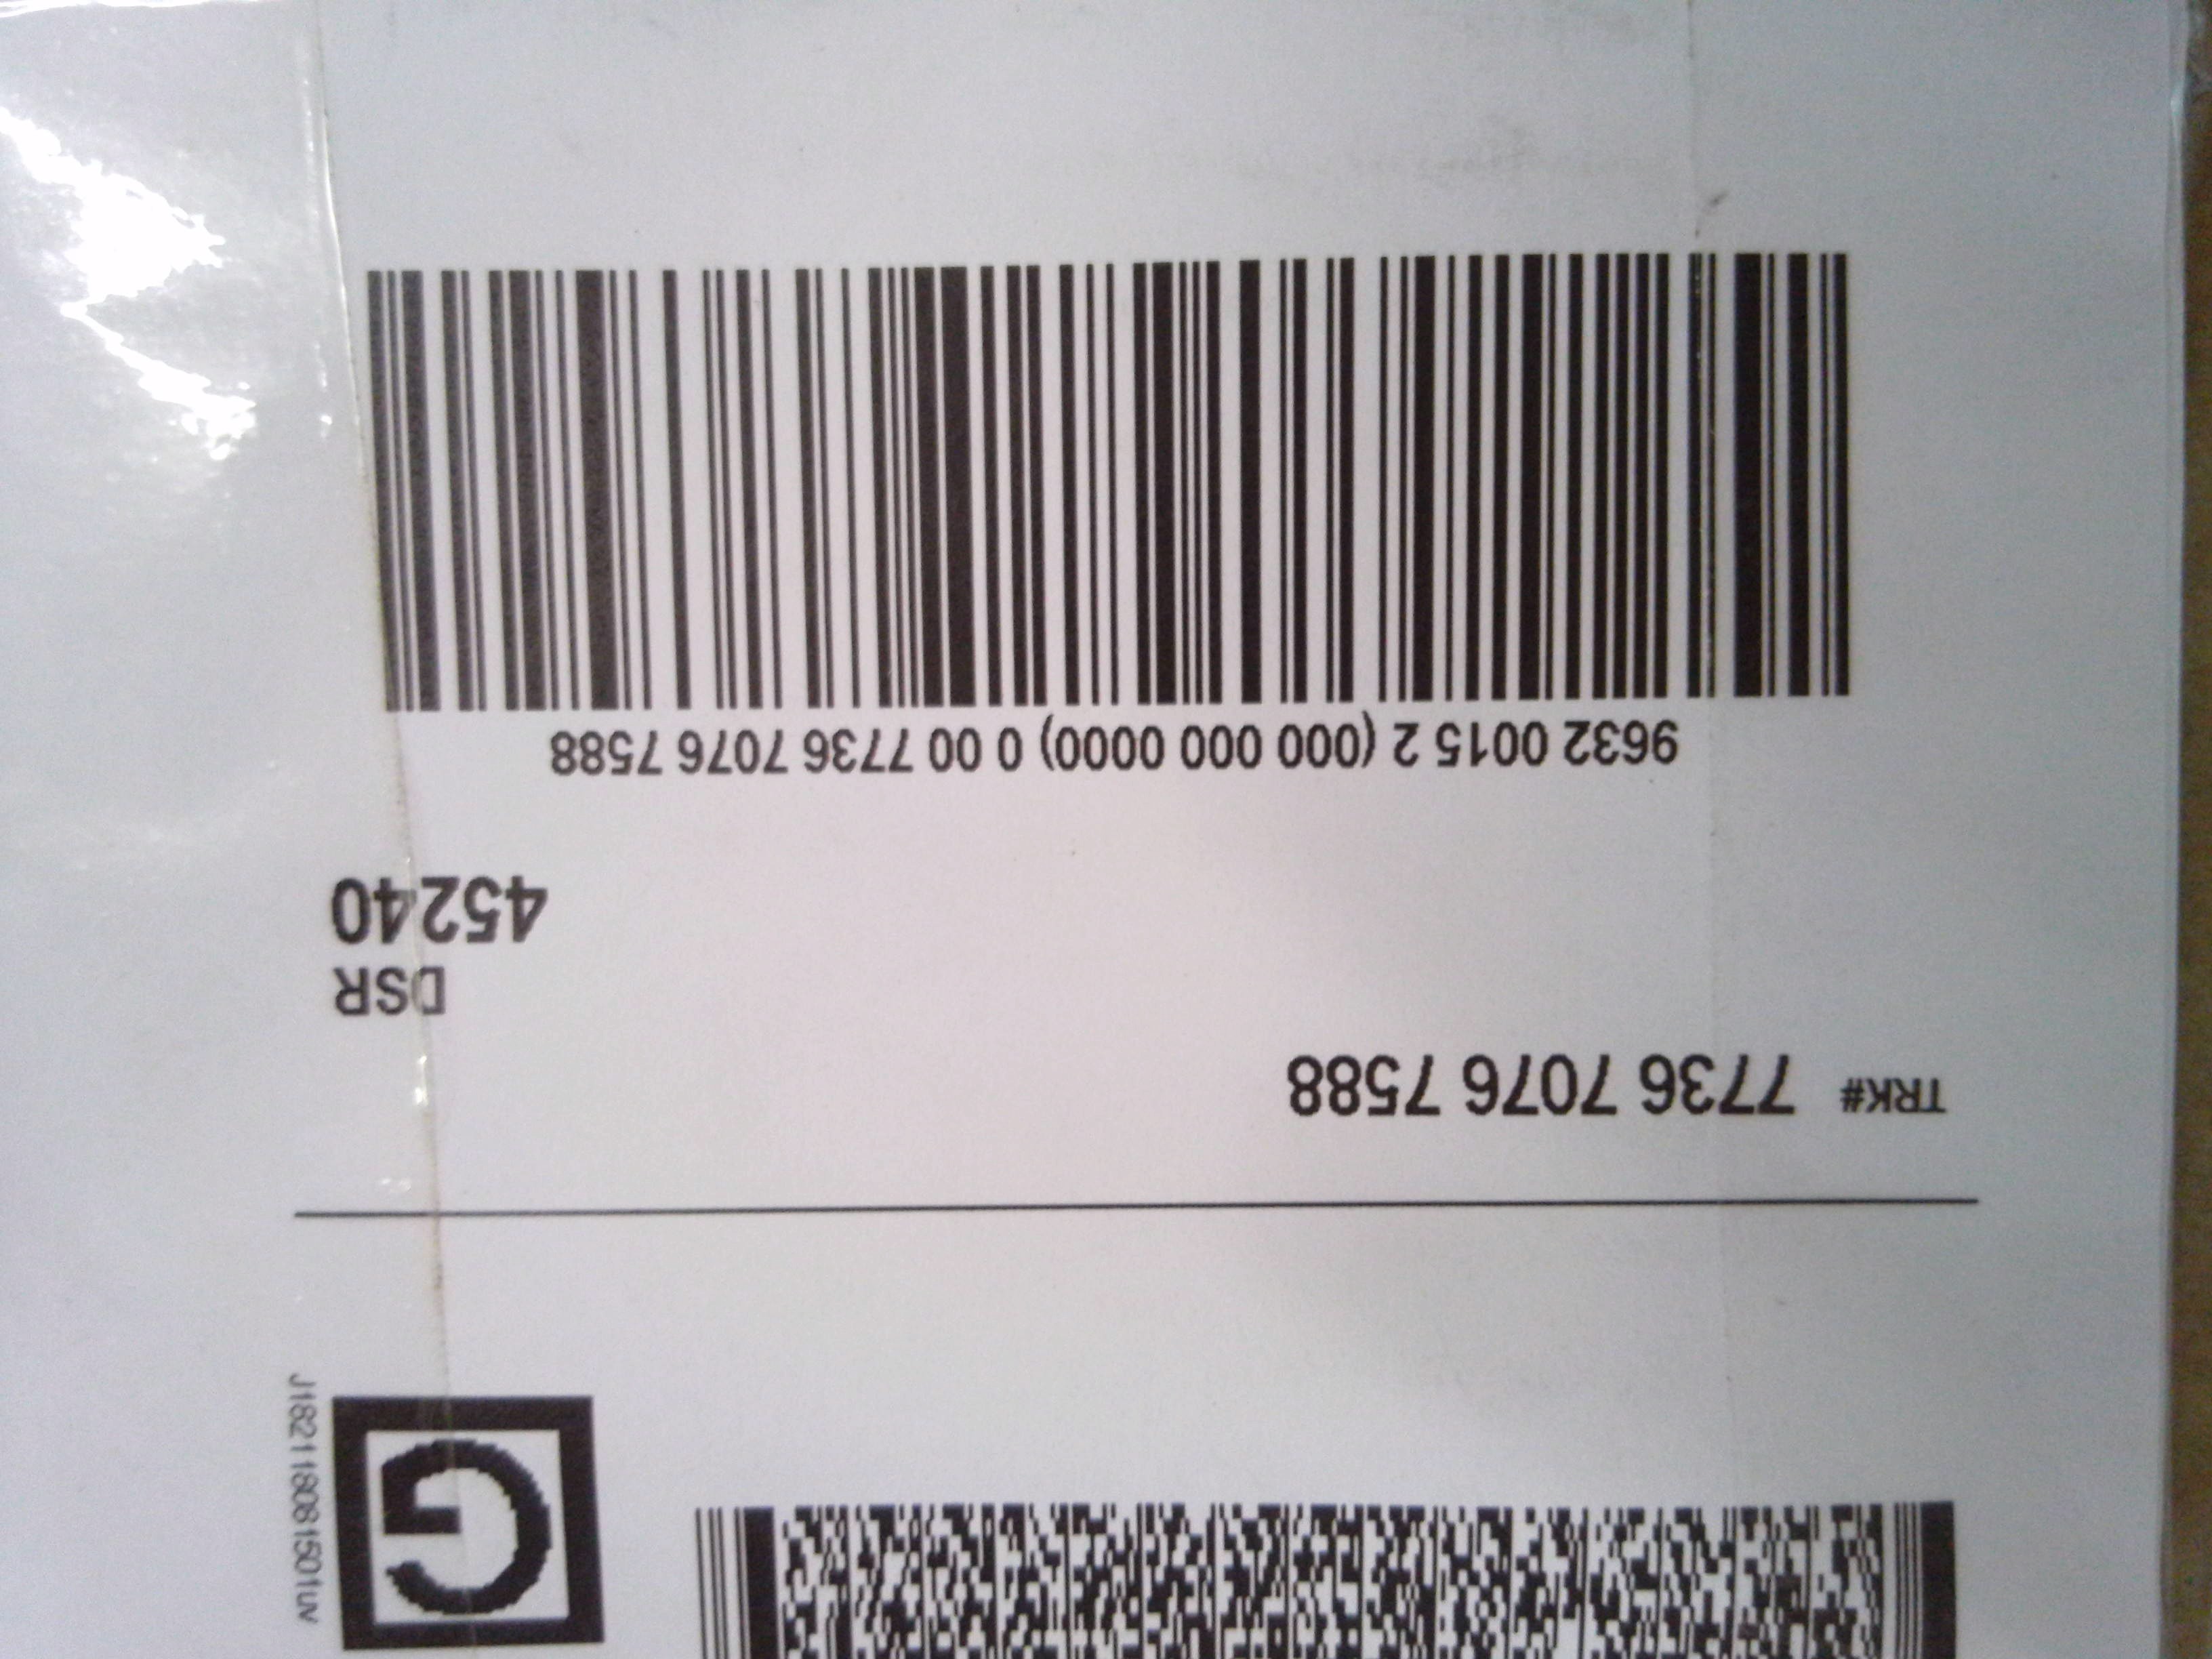 J182118081501uv
G
TRK# 7736 7076 7588
DSR
45240
9632 0015 2 (000 000 0000) 0 00 7736 7076 7588